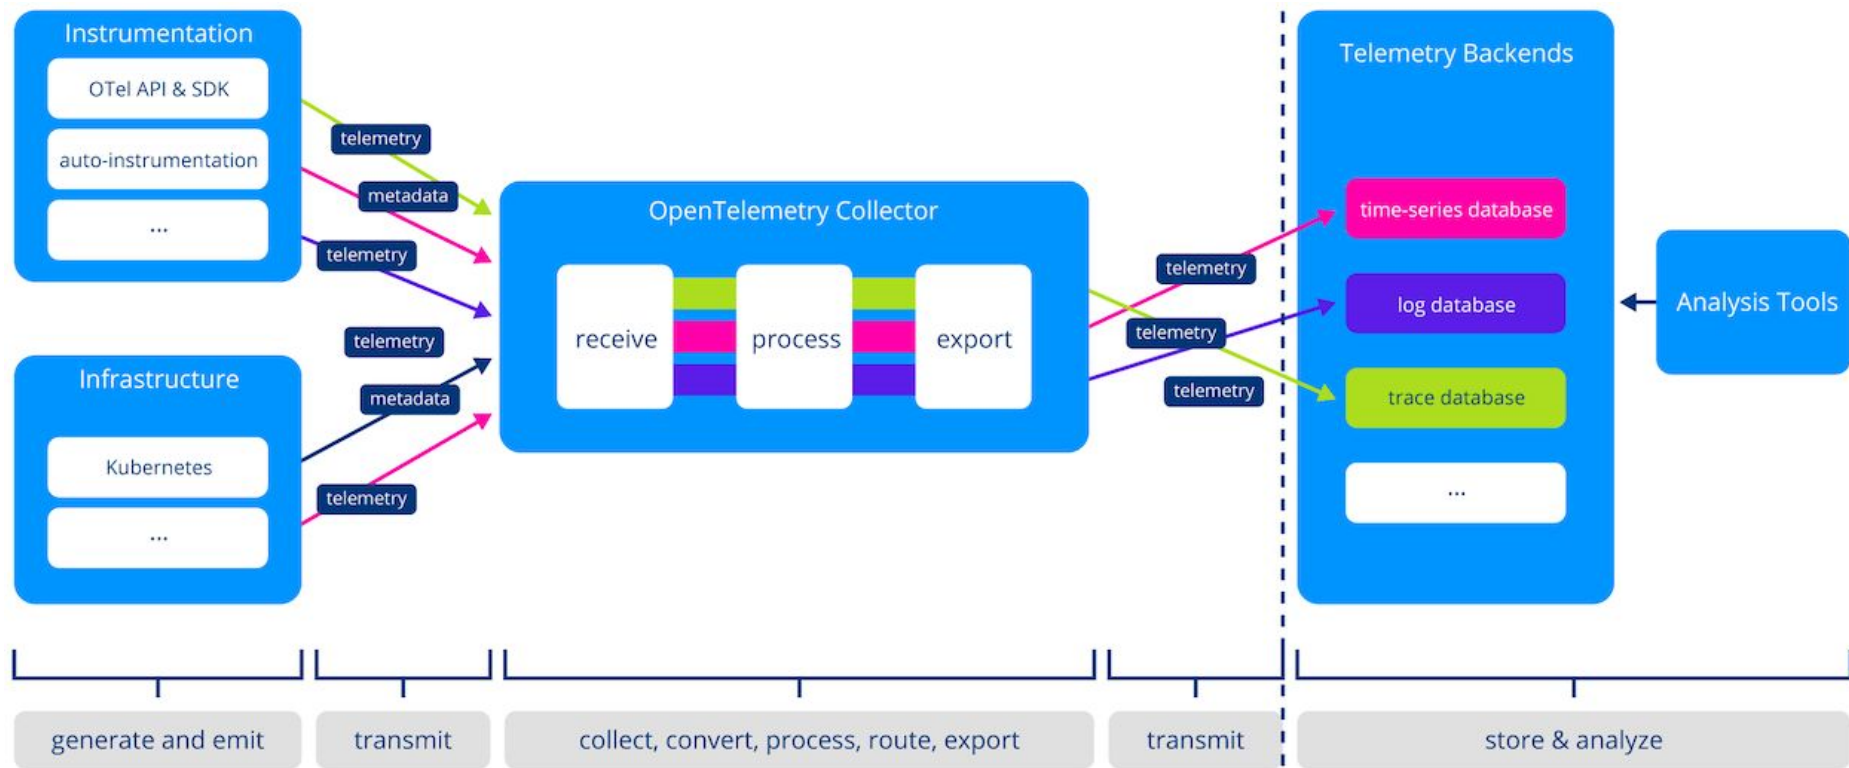 Instrumentation
OTel API & SDK
auto-instrumentation
...
telemetry
metadata
telemetry
Infrastructure
Kubernetes
...
telemetry
metadata
telemetry
OpenTelemetry Collector
receive
process
export
telemetry
telemetry
telemetry
Telemetry Backends
time-series database
log database
trace database
...
Analysis Tools
generate and emit
transmit
collect, convert, process, route, export
transmit
store & analyze